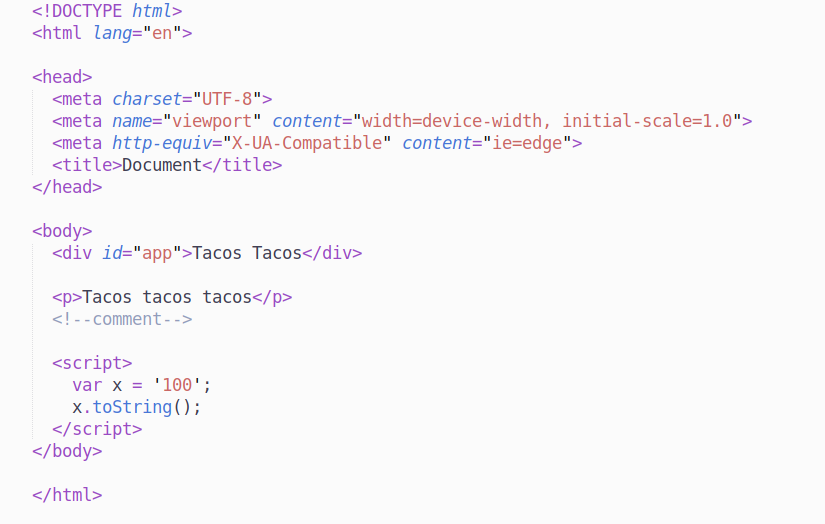 <!DOCTYPE html>
<html lang="en">
<head>
<meta charset="UTF-8">
<meta name="viewport" content="width=device-width, initial-scale=1.0">
<meta http-equiv="X-UA-Compatible" content="ie=edge">
<title>Document</title>
</head>
<body>
<div id="app">Tacos Tacos</div>
<p>Tacos tacos tacos</p>
<!--comment-->
<script>
var x = '100';
x.toString();
</script>
</body>
</html>